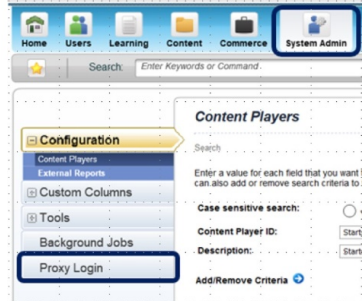 Home Users Learning Content Commerce System Admin
Search: Enter Keywords or Command.
Content Players
Configuration
Search
Content Players
External Reports
Enter a value for each field that you want
can also add or remove search criteria to
Custom Columns
Case sensitive search:
Tools
Content Player ID: Start
Background Jobs
Description: Start
Proxy Login
Add/Remove Criteria